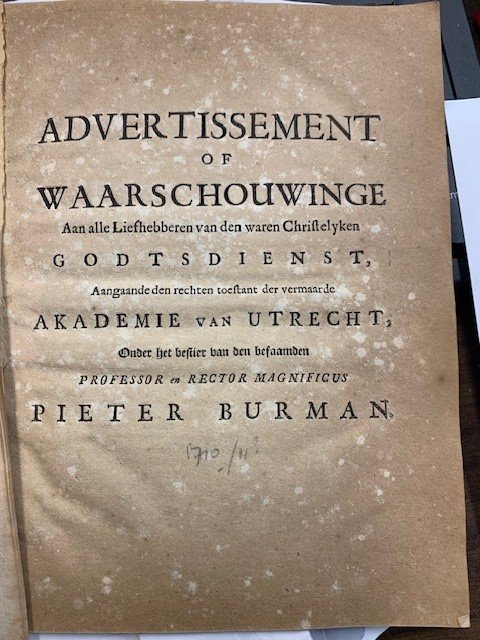 ADVERTISSEMENT
OF
WAARSCHOUWINGE
Aan alle Liefhebberen van den waren Christelyken
GODTSDIENST,
Aangaande den rechten toestant der vermaarde
AKADEMIE VAN UTRECHT,
Onder het bestier van den befaamden
PROFESSOR en RECTOR MAGNIFICUS
PIETER BURMAN.
1710/11?